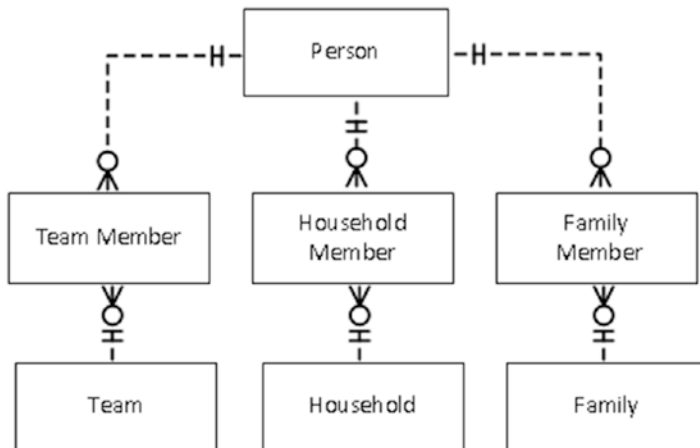 Person
Team Member
Household
Member
Family
Member
Team
Household
Family